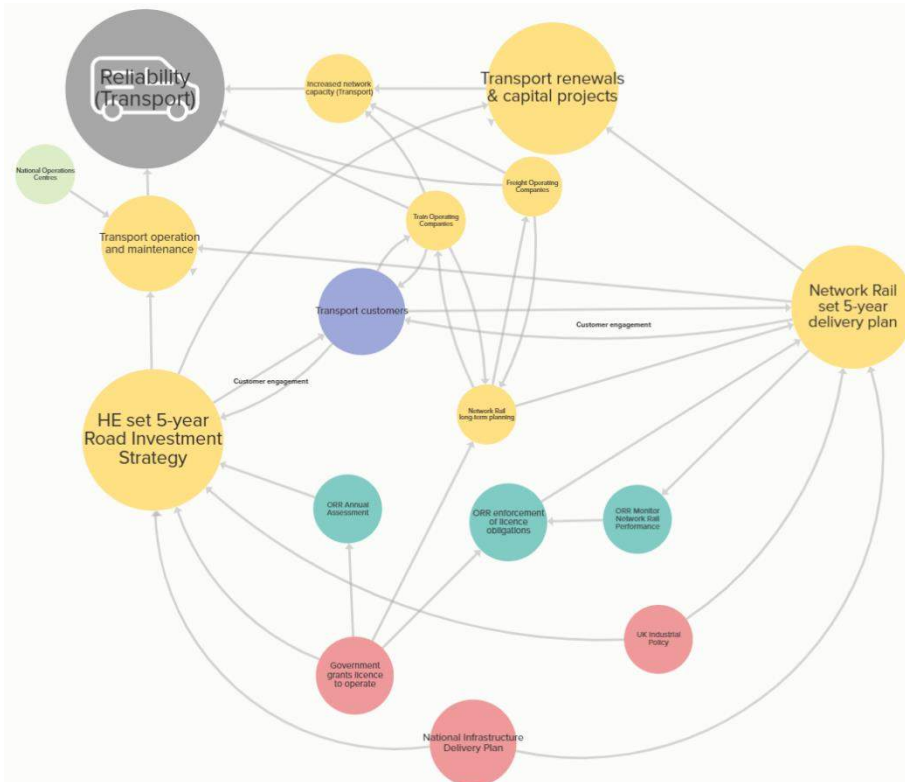 Reliability
(Transport)
Increased network
capacity (Transport)
Transport renewals
& capital projects
National Operations
Centres
Freight Operating
Companies
Train Operating
Companies
Transport operation
and maintenance
Transport customers
Network Rail
set 5-year
delivery plan
Customer engagement
Customer engagement
HE set 5-year
Road Investment
Strategy
Network Rail
long-term planning
ORR Annual
Assessment
ORR enforcement
of licence
obligations
ORR Monitor
Network Rail
Performance
UK Industrial
Policy
Government
grants licence
to operate
National Infrastructure
Delivery Plan